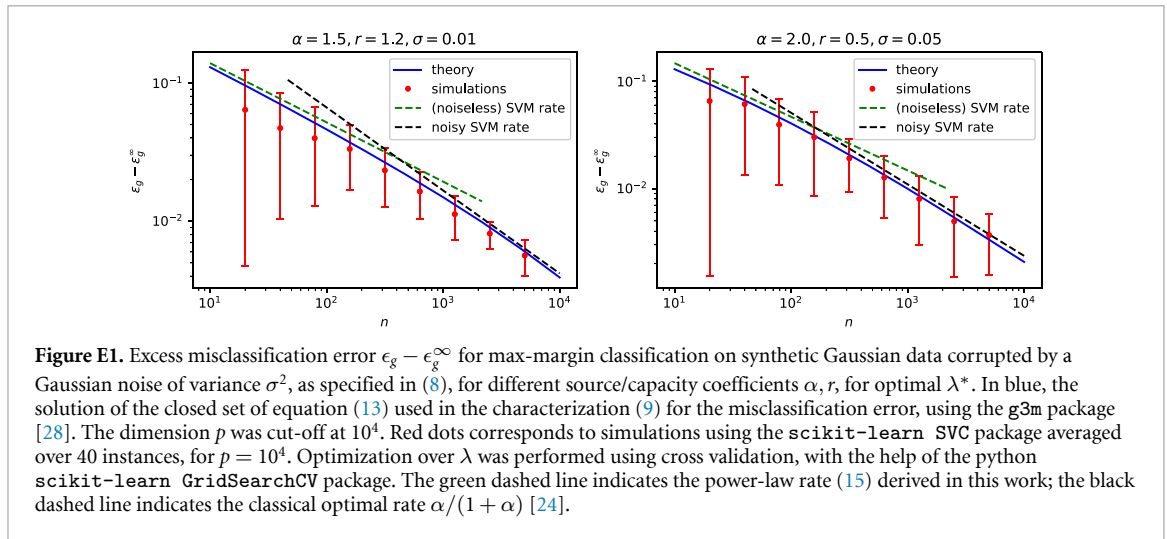 α = 1.5, r = 1.2, σ = 0.01
10⁻¹
10⁻²
ϵg − ϵg^∞
theory
simulations
(noiseless) SVM rate
noisy SVM rate
10¹ 10² 10³ 10⁴
n
α = 2.0, r = 0.5, σ = 0.05
10⁻¹
10⁻²
ϵg − ϵg^∞
theory
simulations
(noiseless) SVM rate
noisy SVM rate
10¹ 10² 10³ 10⁴
n
Figure E1. Excess misclassification error ϵg − ϵg^∞ for max-margin classification on synthetic Gaussian data corrupted by a
Gaussian noise of variance σ², as specified in (8), for different source/capacity coefficients α, r, for optimal λ*. In blue, the
solution of the closed set of equation (13) used in the characterization (9) for the misclassification error, using the g3m package
[28]. The dimension p was cut-off at 10⁴. Red dots corresponds to simulations using the scikit-learn SVC package averaged
over 40 instances, for p = 10⁴. Optimization over λ was performed using cross validation, with the help of the python
scikit-learn GridSearchCV package. The green dashed line indicates the power-law rate (15) derived in this work; the black
dashed line indicates the classical optimal rate α/(1 + α) [24].